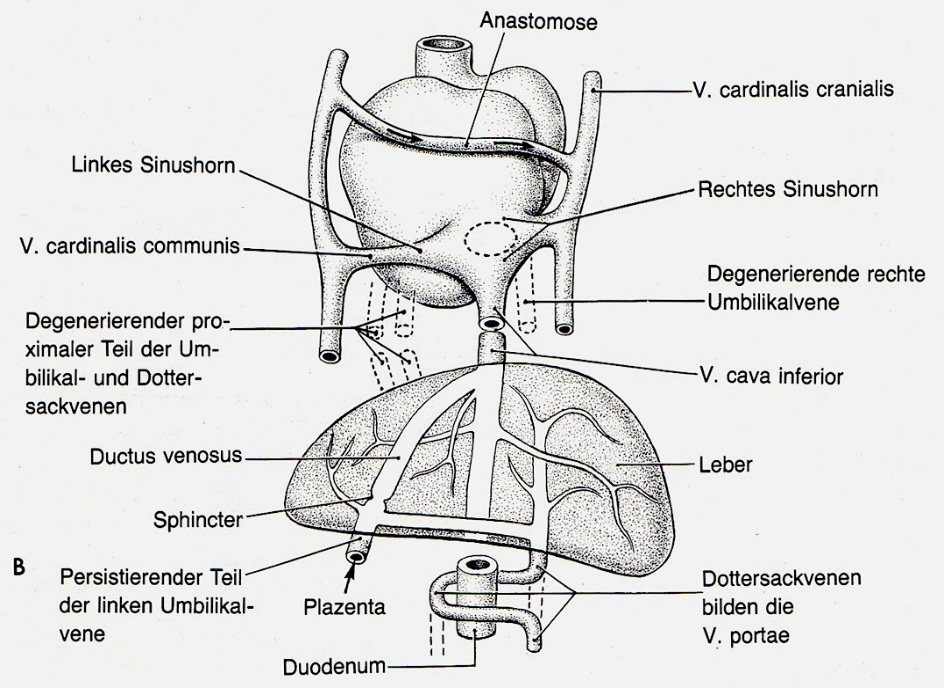 Anastomose
V. cardinalis cranialis
Linkes Sinushorn
Rechtes Sinushorn
V. cardinalis communis
Degenerierende rechte
Umbilikalvene
Degenerierender pro-
ximaler Teil der Um-
bilikal- und Dotter-
sackvenen
V. cava inferior
Ductus venosus
Leber
Sphincter
B
Persistierender Teil
der linken Umbilikal-
vene
Plazenta
Dottersackvenen
bilden die
V. portae
Duodenum